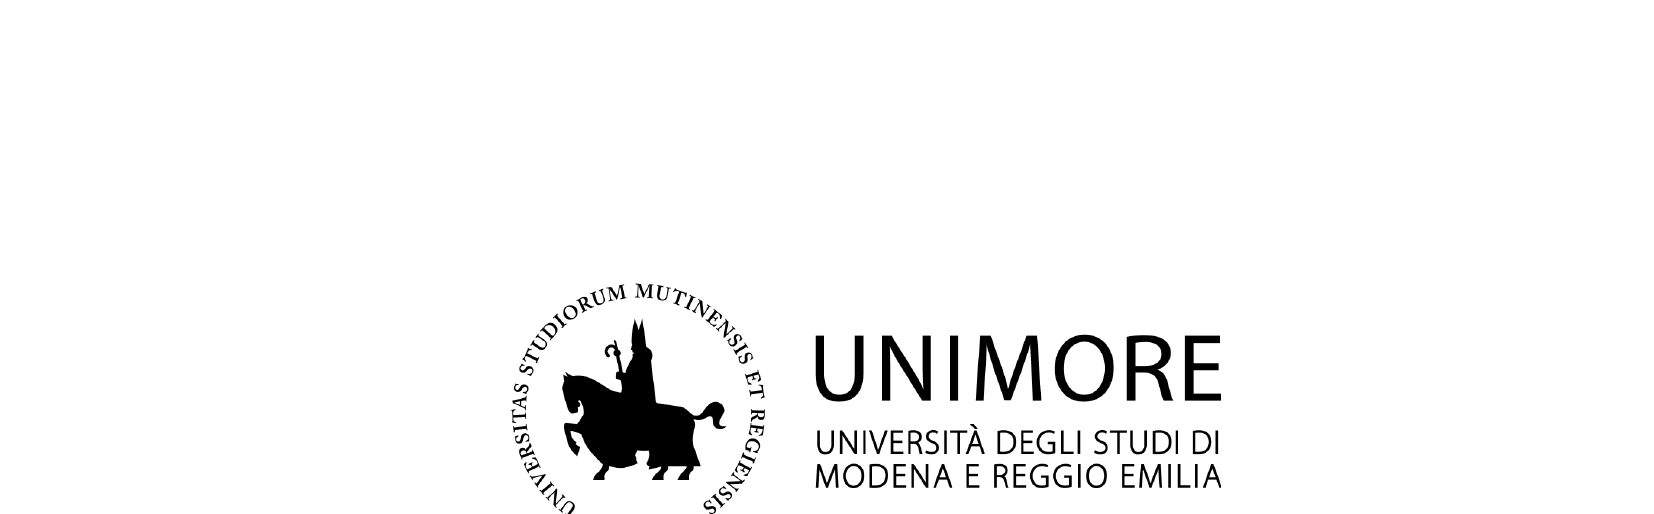 UNIVERSITAS STUDIORUM MUTINENSIS ET REGIENSIS
UNIMORE
UNIVERSITÀ DEGLI STUDI DI
MODENA E REGGIO EMILIA